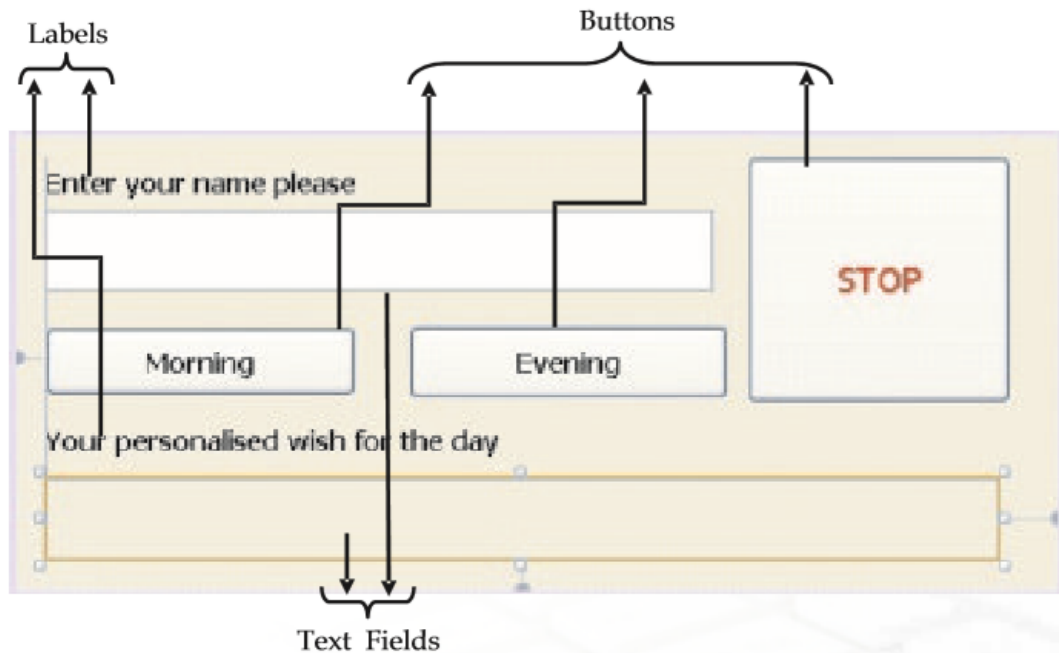 Labels
Buttons
Enter your name please
STOP
Morning
Evening
Your personalised wish for the day
Text Fields